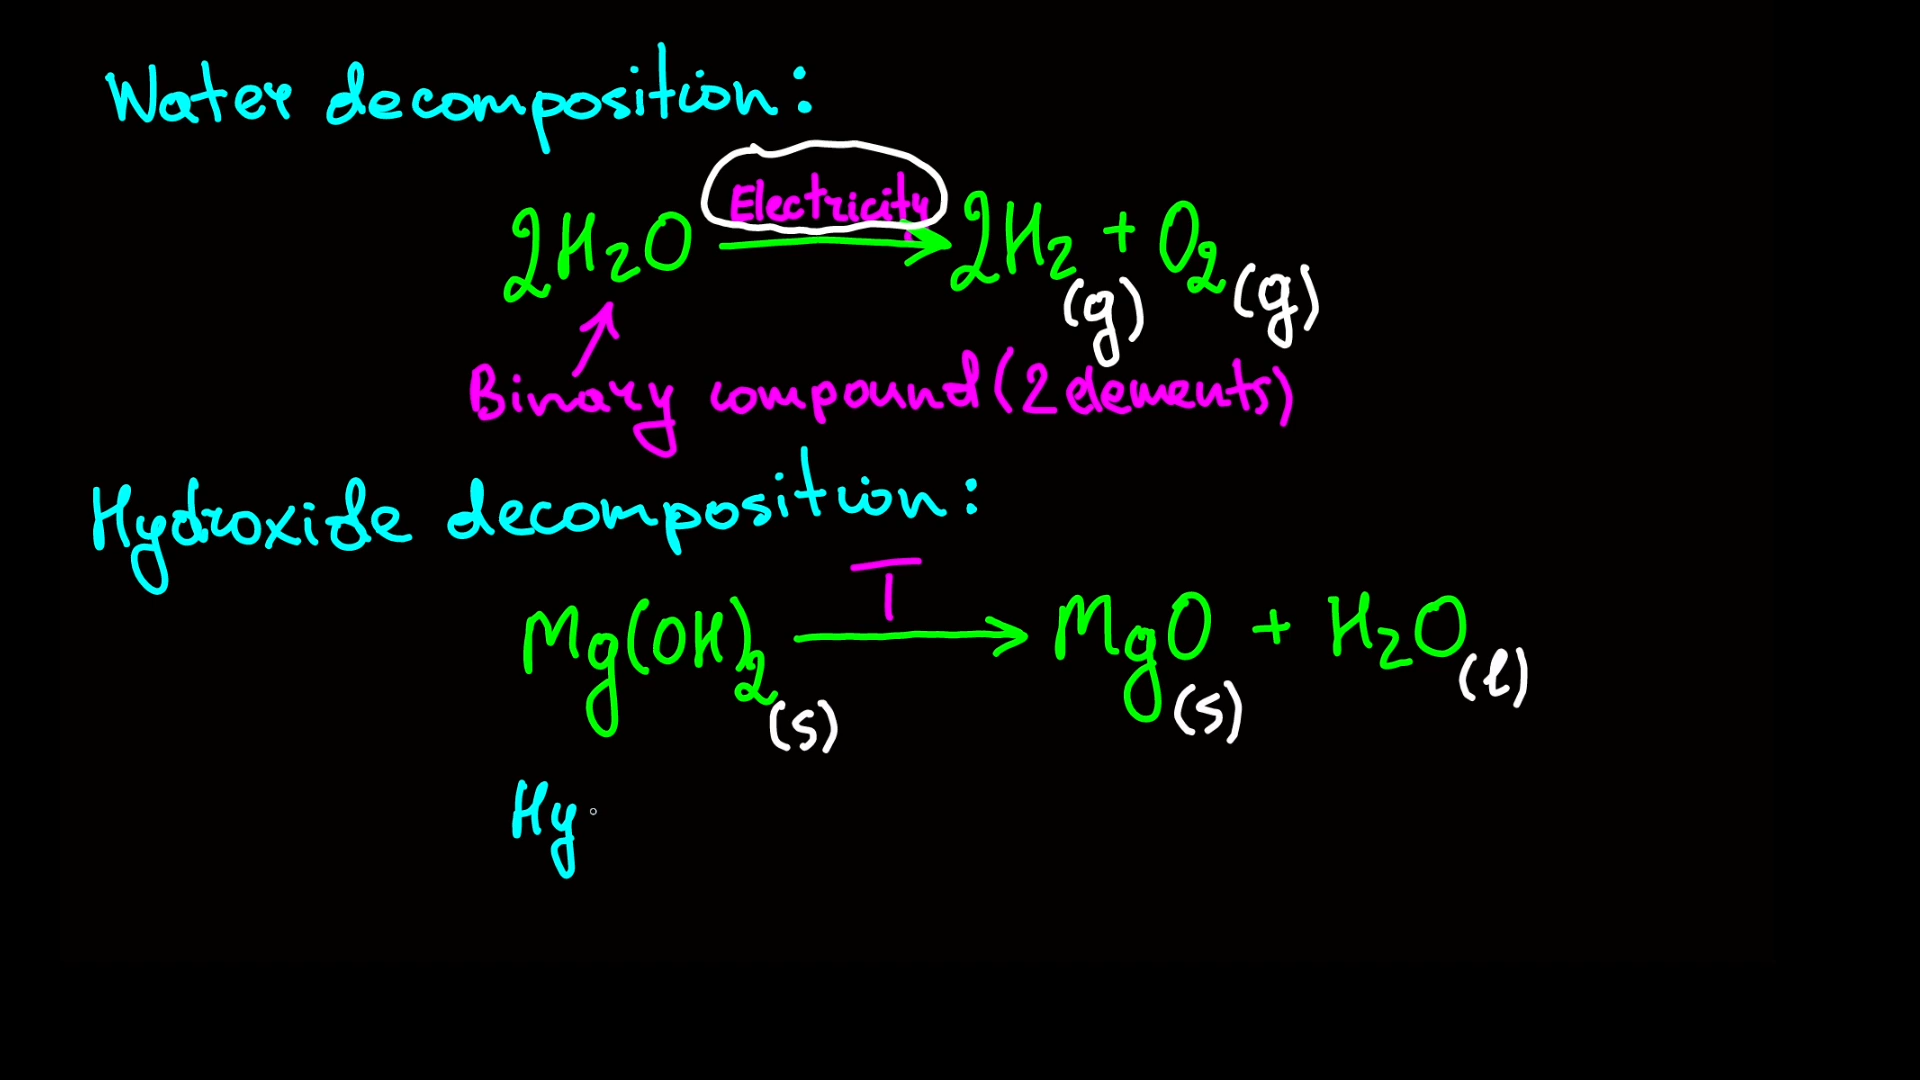 Water decomposition:
Electricity
2H₂O → 2H₂(g) + O₂(g)
Binary compound (2 elements)
Hydroxide decomposition:
T
Mg(OH)₂(s) → MgO(s) + H₂O(l)
Hy